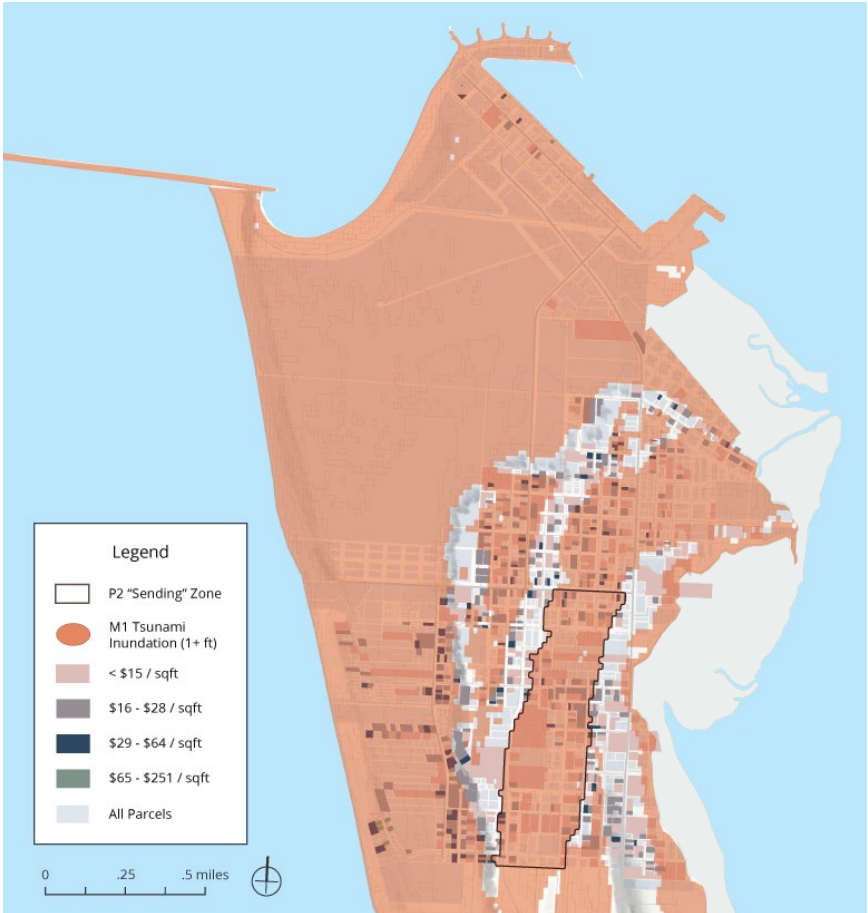 Legend
P2 “Sending” Zone
M1 Tsunami
Inundation (1+ ft)
< $15 / sqft
$16 - $28 / sqft
$29 - $64 / sqft
$65 - $251 / sqft
All Parcels
0 .25 .5 miles